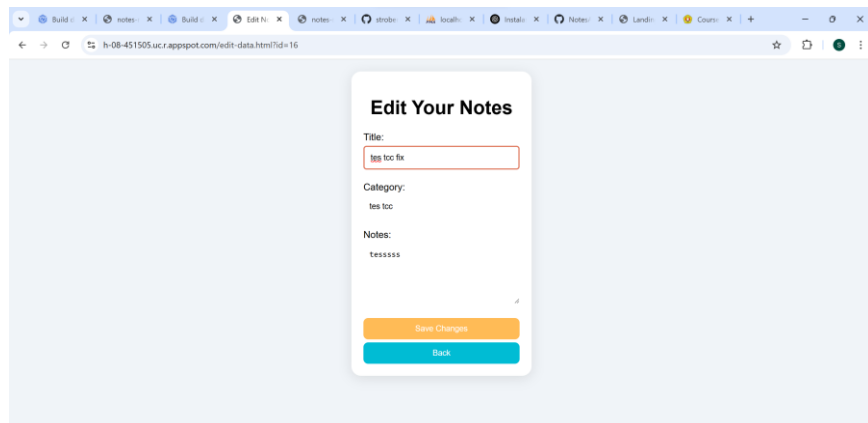 Build c
notes-
Build d
Edit N
notes-
strobe
localh
Instala
Notes
Landin
Course
h-08-451505.uc.r.appspot.com/edit-data.html?id=16
S
Edit Your Notes
Title:
tes tcc fix
Category:
tes tcc
Notes:
tesssss
Save Changes
Back